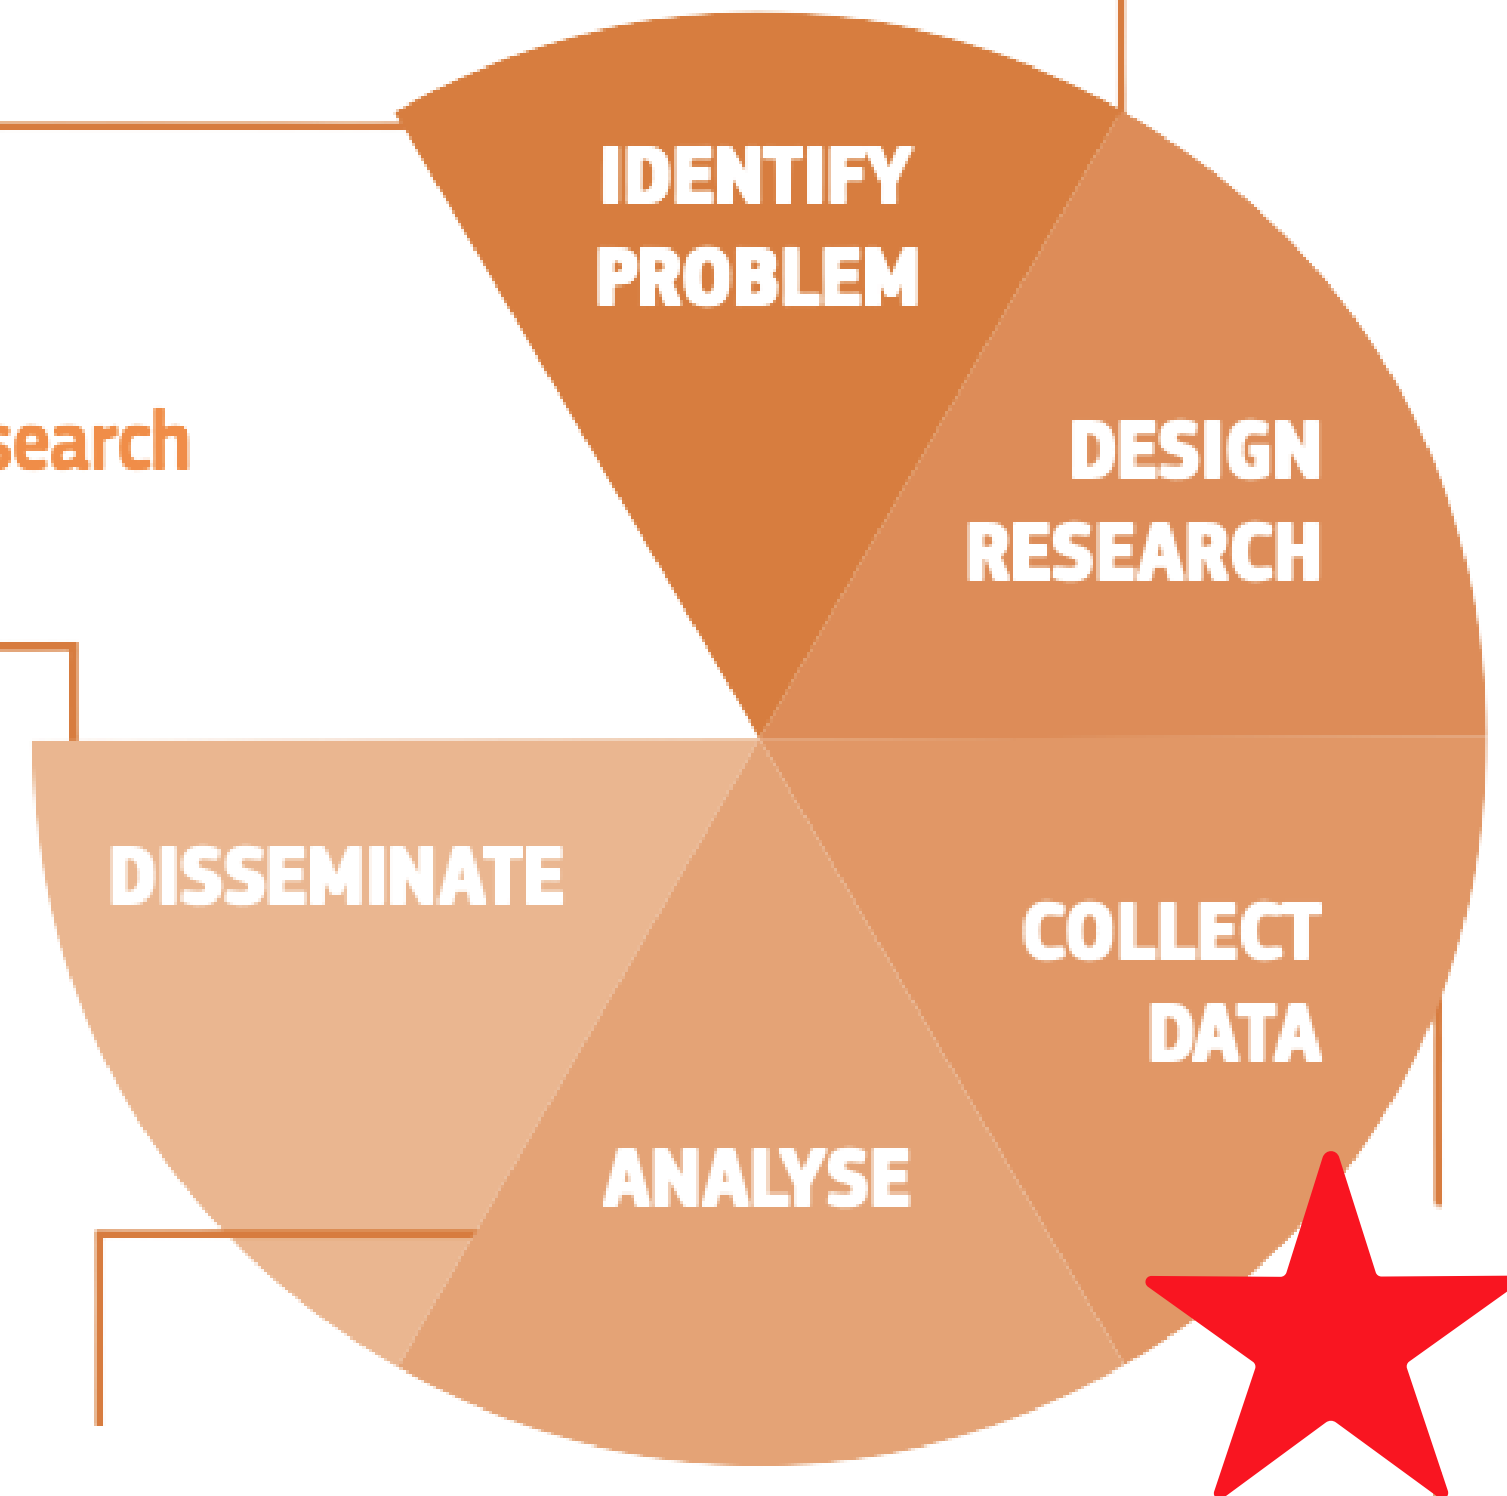 IDENTIFY
PROBLEM
DESIGN
RESEARCH
search
COLLECT
DATA
DISSEMINATE
ANALYSE